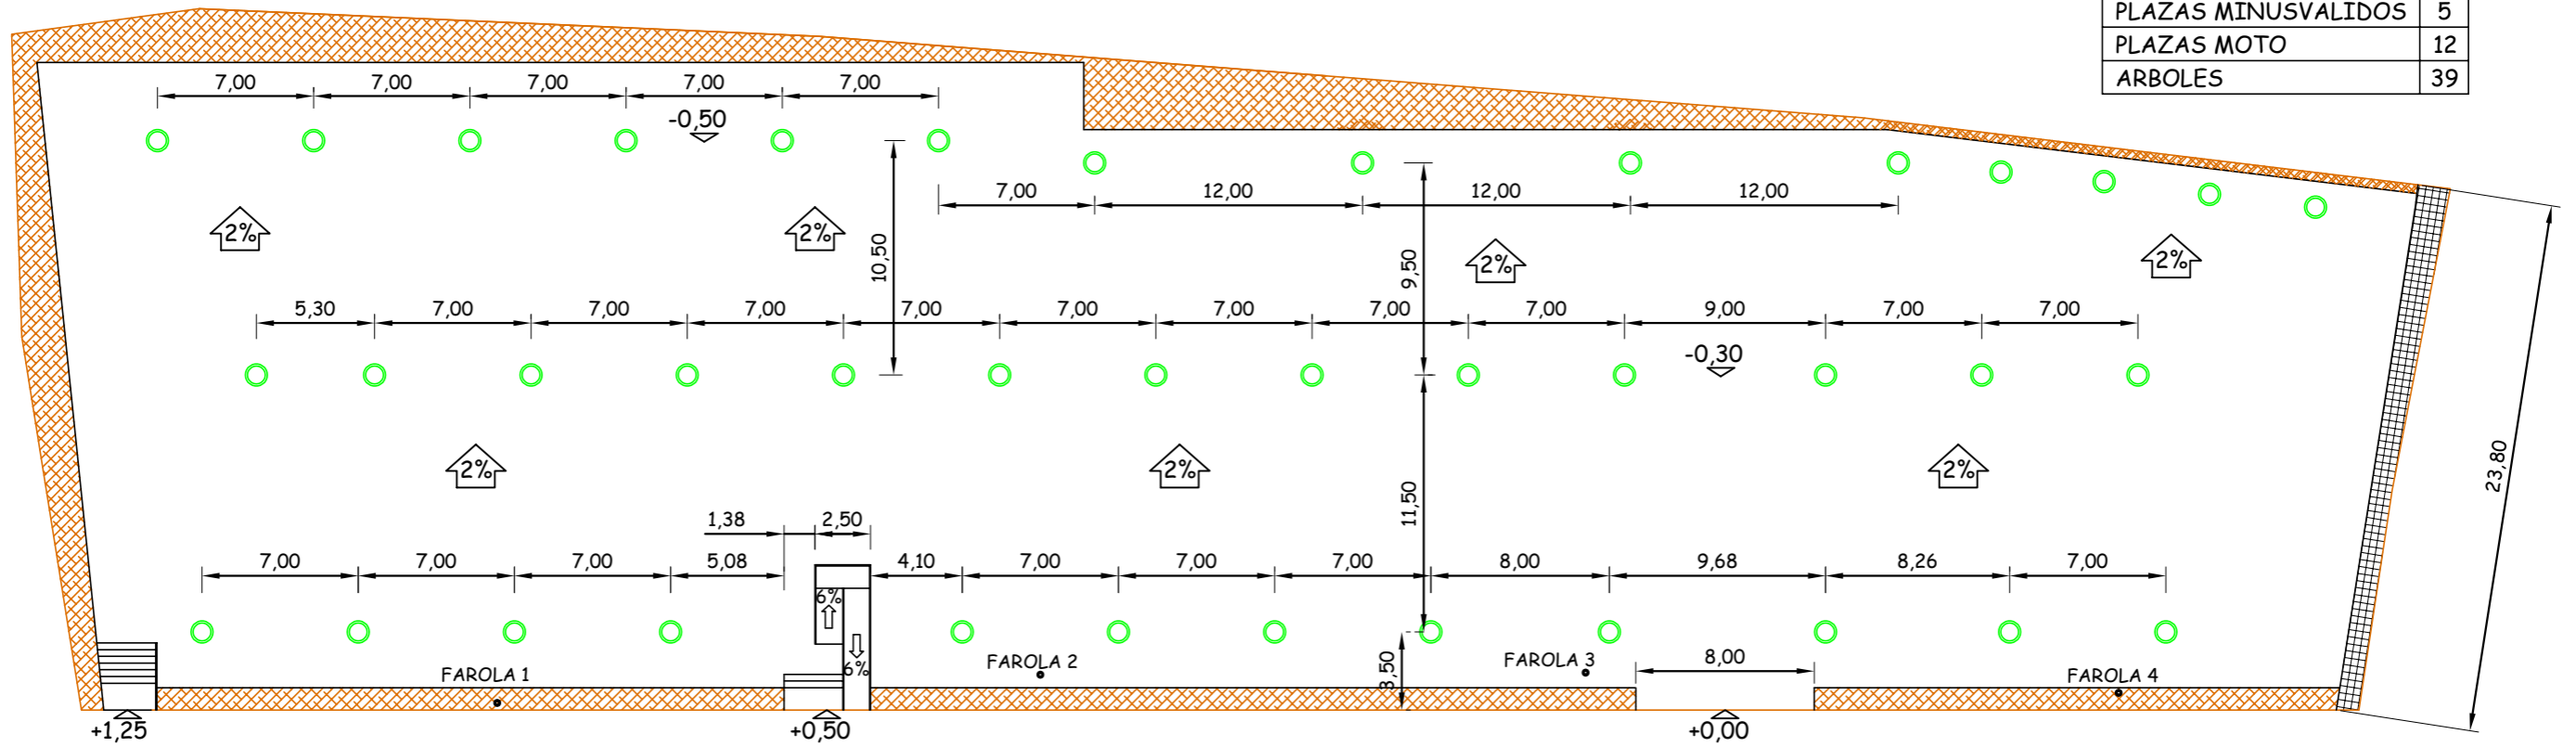 PLAZAS MINUSVALIDOS 5
PLAZAS MOTO 12
ARBOLES 39
7,00 7,00 7,00 7,00 7,00
-0,50
7,00 12,00 12,00 12,00
2% 2% 2% 2%
10,50 9,50
5,30 7,00 7,00 7,00 7,00 7,00 7,00 7,00 7,00 9,00 7,00 7,00
-0,30
2% 2% 2%
23,80
11,50
1,38 2,50
7,00 7,00 7,00 5,08 4,10 7,00 7,00 7,00 8,00 9,68 8,26 7,00
6%
6%
3,50
8,00
FAROLA 1 FAROLA 2 FAROLA 3 FAROLA 4
+1,25 +0,50 +0,00